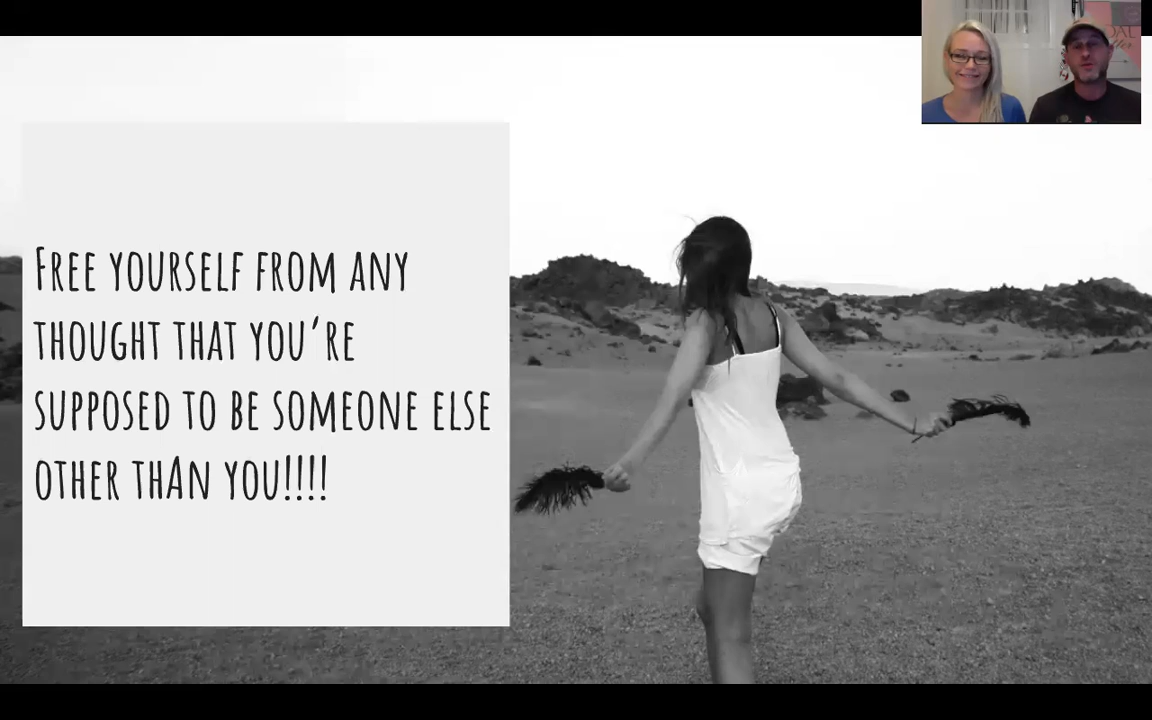 Free yourself from any
thought that you're
supposed to be someone else
other than you!!!!